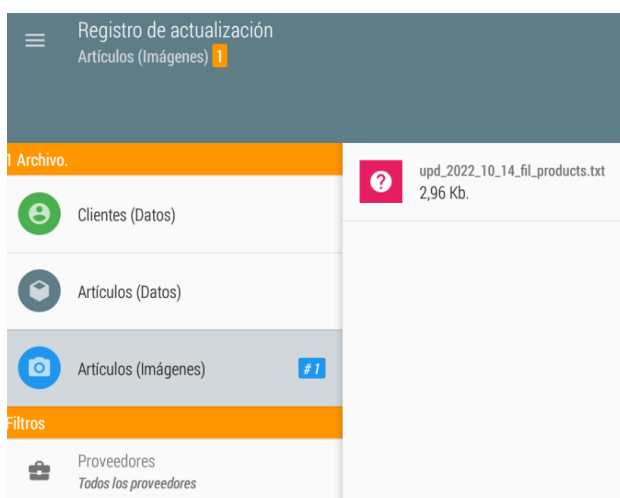 Registro de actualización
Artículos (Imágenes) 1
1 Archivo.
Clientes (Datos)
Artículos (Datos)
Artículos (Imágenes) # 1
Filtros
Proveedores
Todos los proveedores
upd_2022_10_14_fil_products.txt
2,96 Kb.